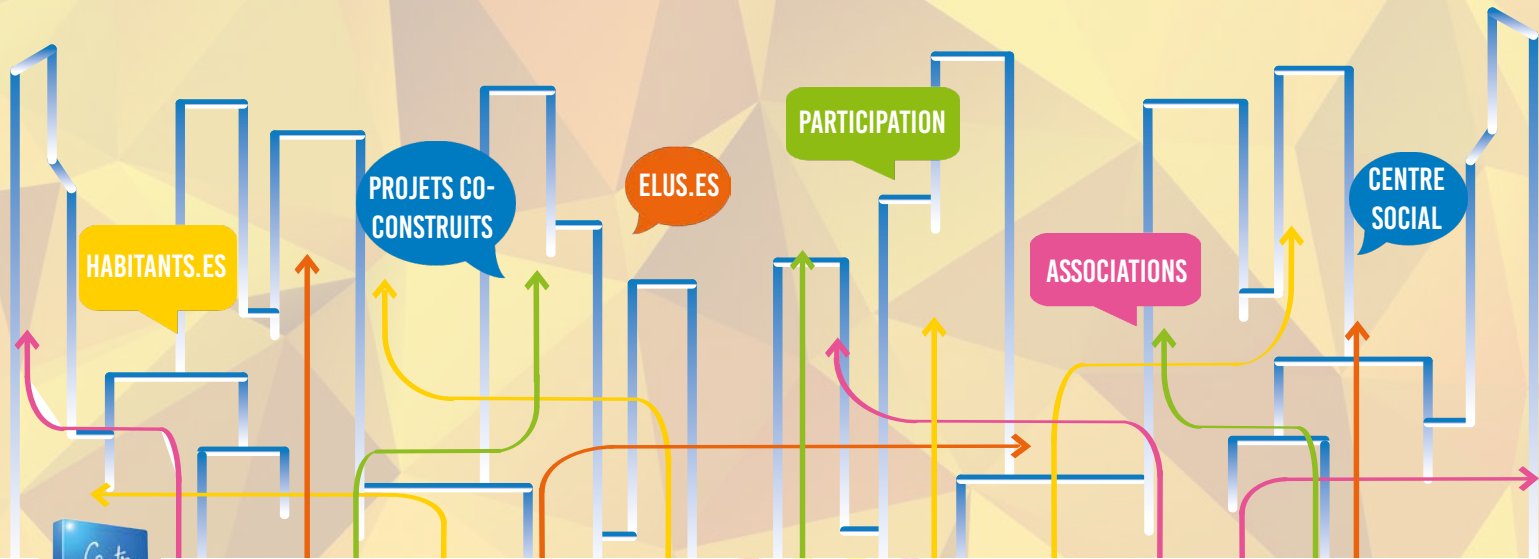 PARTICIPATION
PROJETS CO-
CONSTRUITS
ELUS.ES
CENTRE
SOCIAL
HABITANTS.ES
ASSOCIATIONS